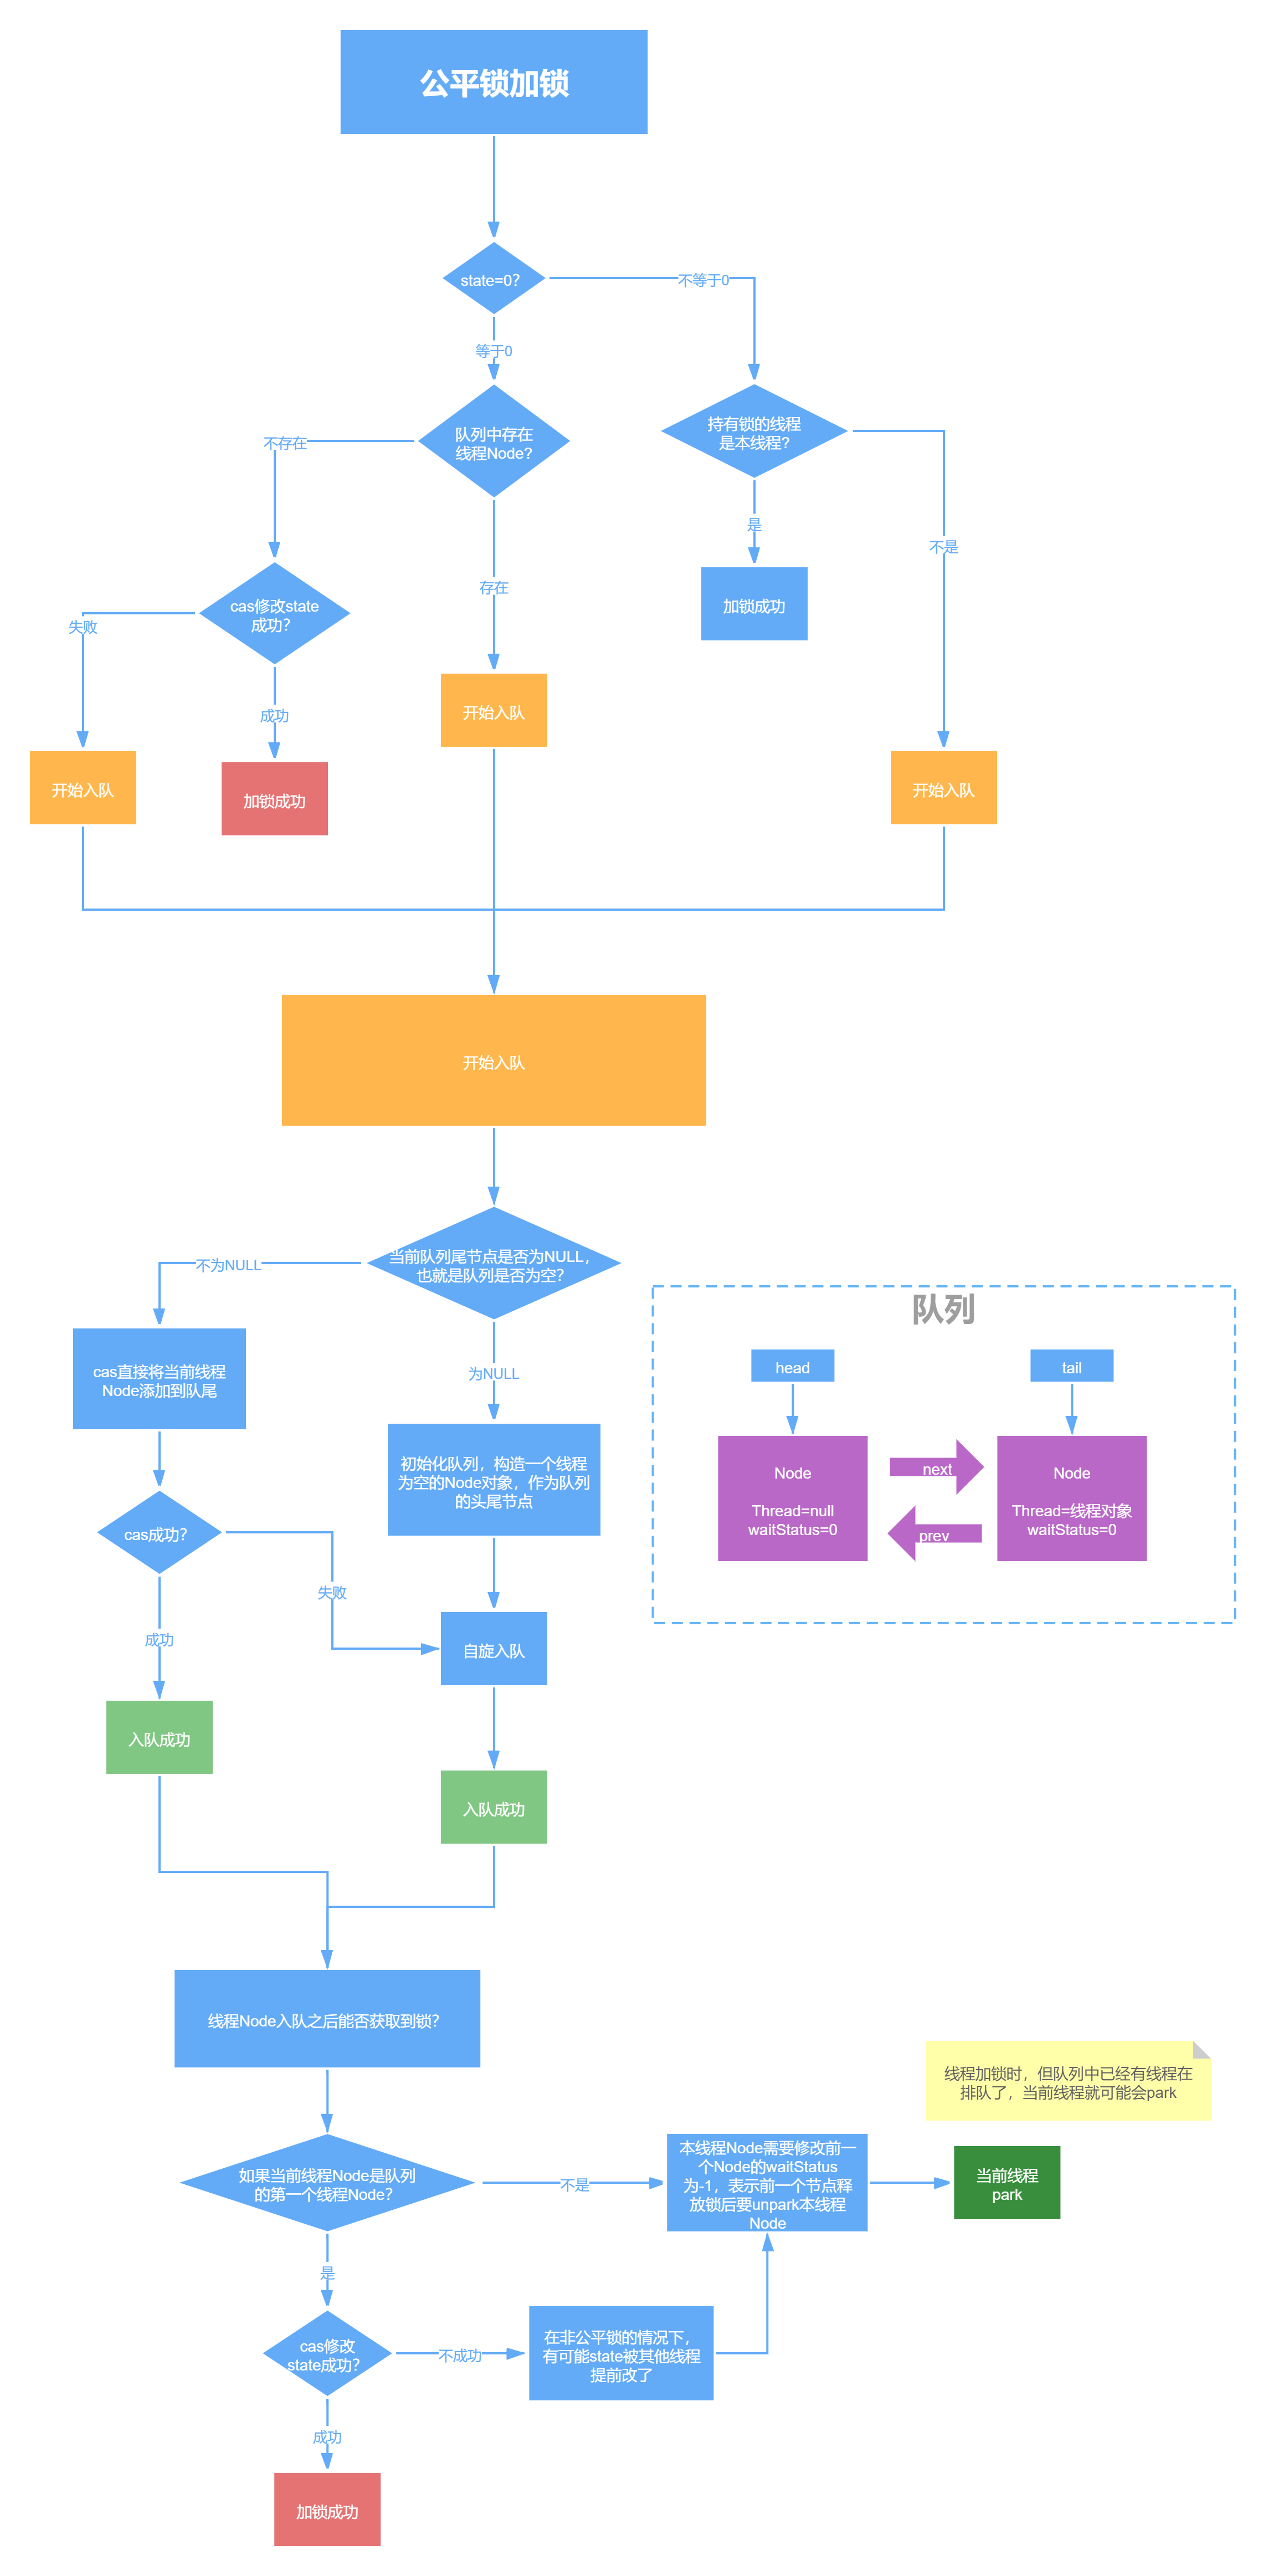 公平锁加锁
state=0?
不等于0
等于0
队列中存在
线程Node?
持有锁的线程
是本线程?
不存在
是
不是
存在
cas修改state
成功?
加锁成功
失败
成功
开始入队
开始入队
加锁成功
开始入队
开始入队
当前队列尾节点是否为NULL,
也就是队列是否为空?
不为NULL
为NULL
cas直接将当前线程
Node添加到队尾
初始化队列，构造一个线程
为空的Node对象，作为队列
的头尾节点
cas成功?
失败
成功
自旋入队
入队成功
入队成功
队列
head
tail
Node
Thread=null
waitStatus=0
next
prev
Node
Thread=线程对象
waitStatus=0
线程Node入队之后能否获取到锁?
线程加锁时，但队列中已经有线程在
排队了，当前线程就可能会park
如果当前线程Node是队列
的第一个线程Node?
不是
本线程Node需要修改前一
个Node的waitStatus
为-1，表示前一个节点释
放锁后要unpark本线程
Node
当前线程
park
是
cas修改
state成功?
不成功
在非公平锁的情况下，
有可能state被其他线程
提前改了
成功
加锁成功